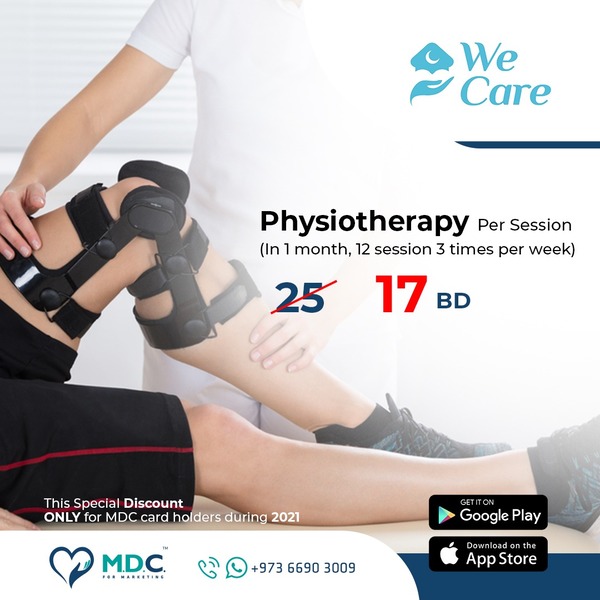 We
Care
Physiotherapy Per Session
(In 1 month, 12 session 3 times per week)
25 17 BD
This Special Discount
ONLY for MDC card holders during 2021
GET IT ON
Google Play
Download on the
App Store
M.D.C. TM
FOR MARKETING
+973 6690 3009